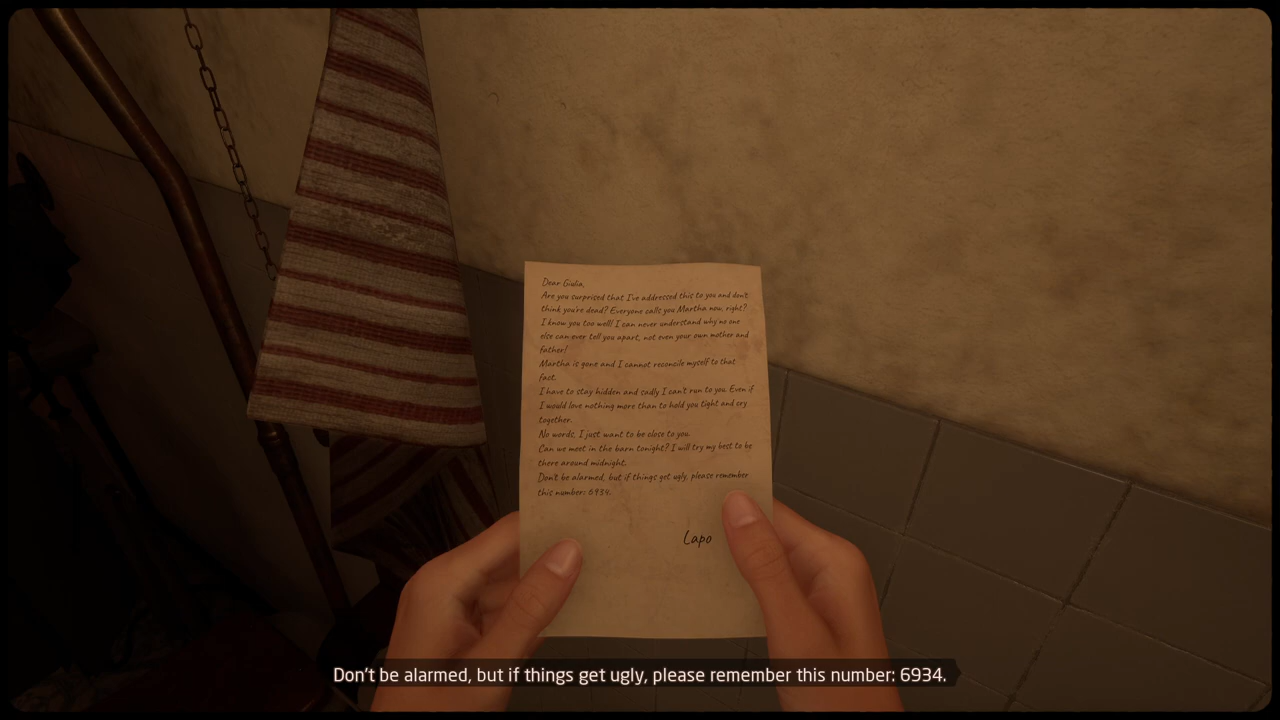 Dear Giulia,
Are you surprised that I've addressed this to you and don't
think you're dead? Everyone calls you Martha now, right?
I know you too well! I can never understand why no one
else can ever tell you apart, not even your own mother and
father!
Martha is gone and I cannot reconcile myself to that
fact.
I have to stay hidden and sadly I can't run to you. Even if
I would love nothing more than to hold you tight and cry
together.
No words, I just want to be close to you.
Can we meet in the barn tonight? I will try my best to be
there around midnight.
Don't be alarmed, but if things get ugly, please remember
this number: 6934.
Lapo
Don't be alarmed, but if things get ugly, please remember this number: 6934.